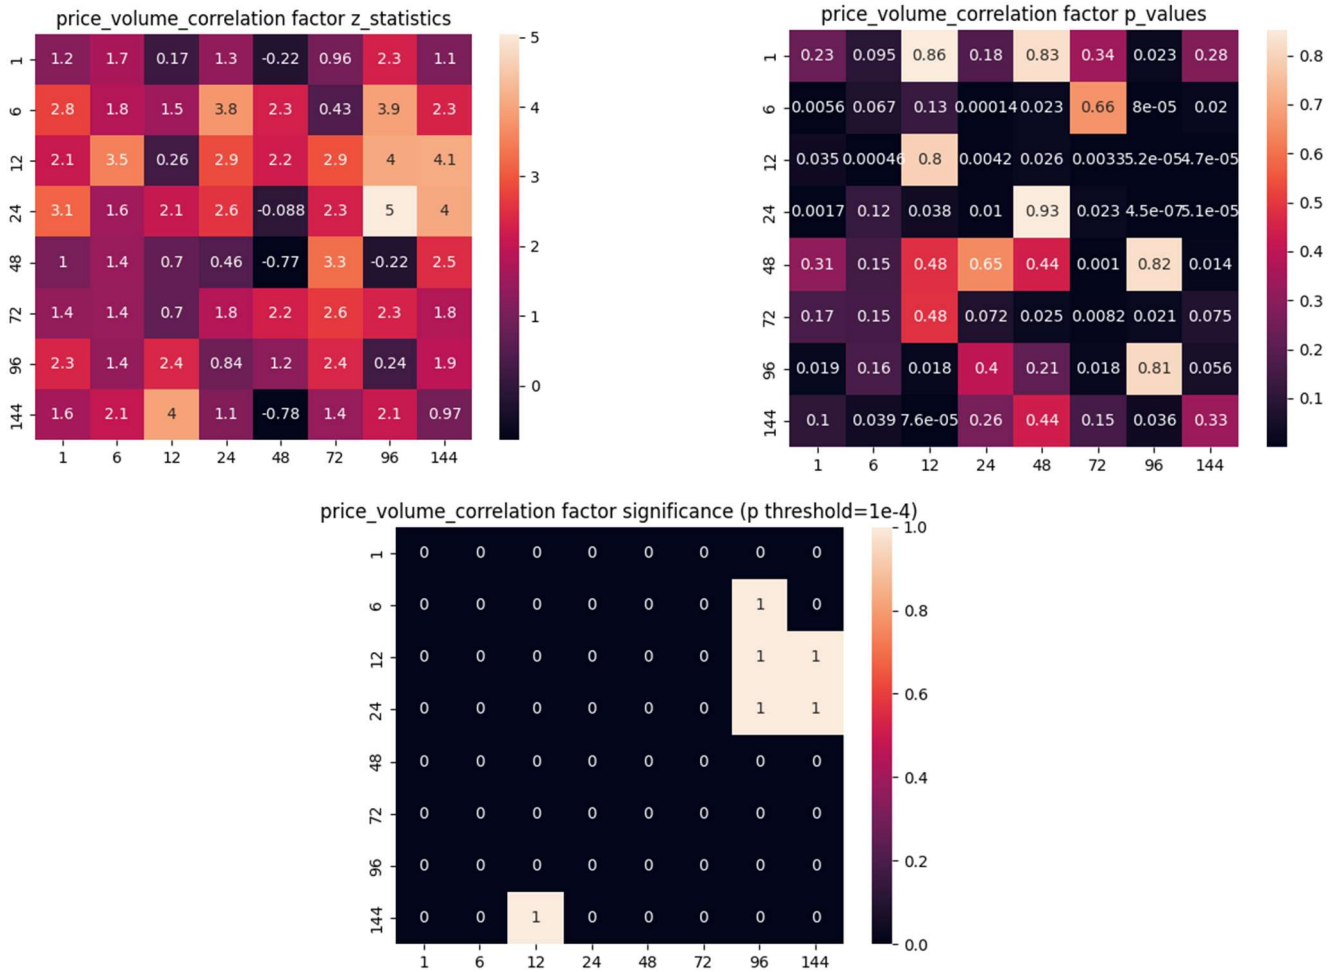 price_volume_correlation factor z_statistics
1 1.2 1.7 0.17 1.3 -0.22 0.96 2.3 1.1
6 2.8 1.8 1.5 3.8 2.3 0.43 3.9 2.3
12 2.1 3.5 0.26 2.9 2.2 2.9 4 4.1
24 3.1 1.6 2.1 2.6 -0.088 2.3 5 4
48 1 1.4 0.7 0.46 -0.77 3.3 -0.22 2.5
72 1.4 1.4 0.7 1.8 2.2 2.6 2.3 1.8
96 2.3 1.4 2.4 0.84 1.2 2.4 0.24 1.9
144 1.6 2.1 4 1.1 -0.78 1.4 2.1 0.97
1 6 12 24 48 72 96 144
5
4
3
2
1
0
price_volume_correlation factor p_values
1 0.23 0.095 0.86 0.18 0.83 0.34 0.023 0.28
6 0.0056 0.067 0.13 0.00014 0.023 0.66 8e-05 0.02
12 0.035 0.00046 0.8 0.0042 0.026 0.0033 5.2e-05 4.7e-05
24 0.0017 0.12 0.038 0.01 0.93 0.023 4.5e-07 5.1e-05
48 0.31 0.15 0.48 0.65 0.44 0.001 0.82 0.014
72 0.17 0.15 0.48 0.072 0.025 0.0082 0.021 0.075
96 0.019 0.16 0.018 0.4 0.21 0.018 0.81 0.056
144 0.1 0.039 7.6e-05 0.26 0.44 0.15 0.036 0.33
1 6 12 24 48 72 96 144
0.8
0.7
0.6
0.5
0.4
0.3
0.2
0.1
price_volume_correlation factor significance (p threshold=1e-4)
1 0 0 0 0 0 0 0 0
6 0 0 0 0 0 0 1 0
12 0 0 0 0 0 0 1 1
24 0 0 0 0 0 0 1 1
48 0 0 0 0 0 0 0 0
72 0 0 0 0 0 0 0 0
96 0 0 0 0 0 0 0 0
144 0 0 1 0 0 0 0 0
1 6 12 24 48 72 96 144
1.0
0.8
0.6
0.4
0.2
0.0